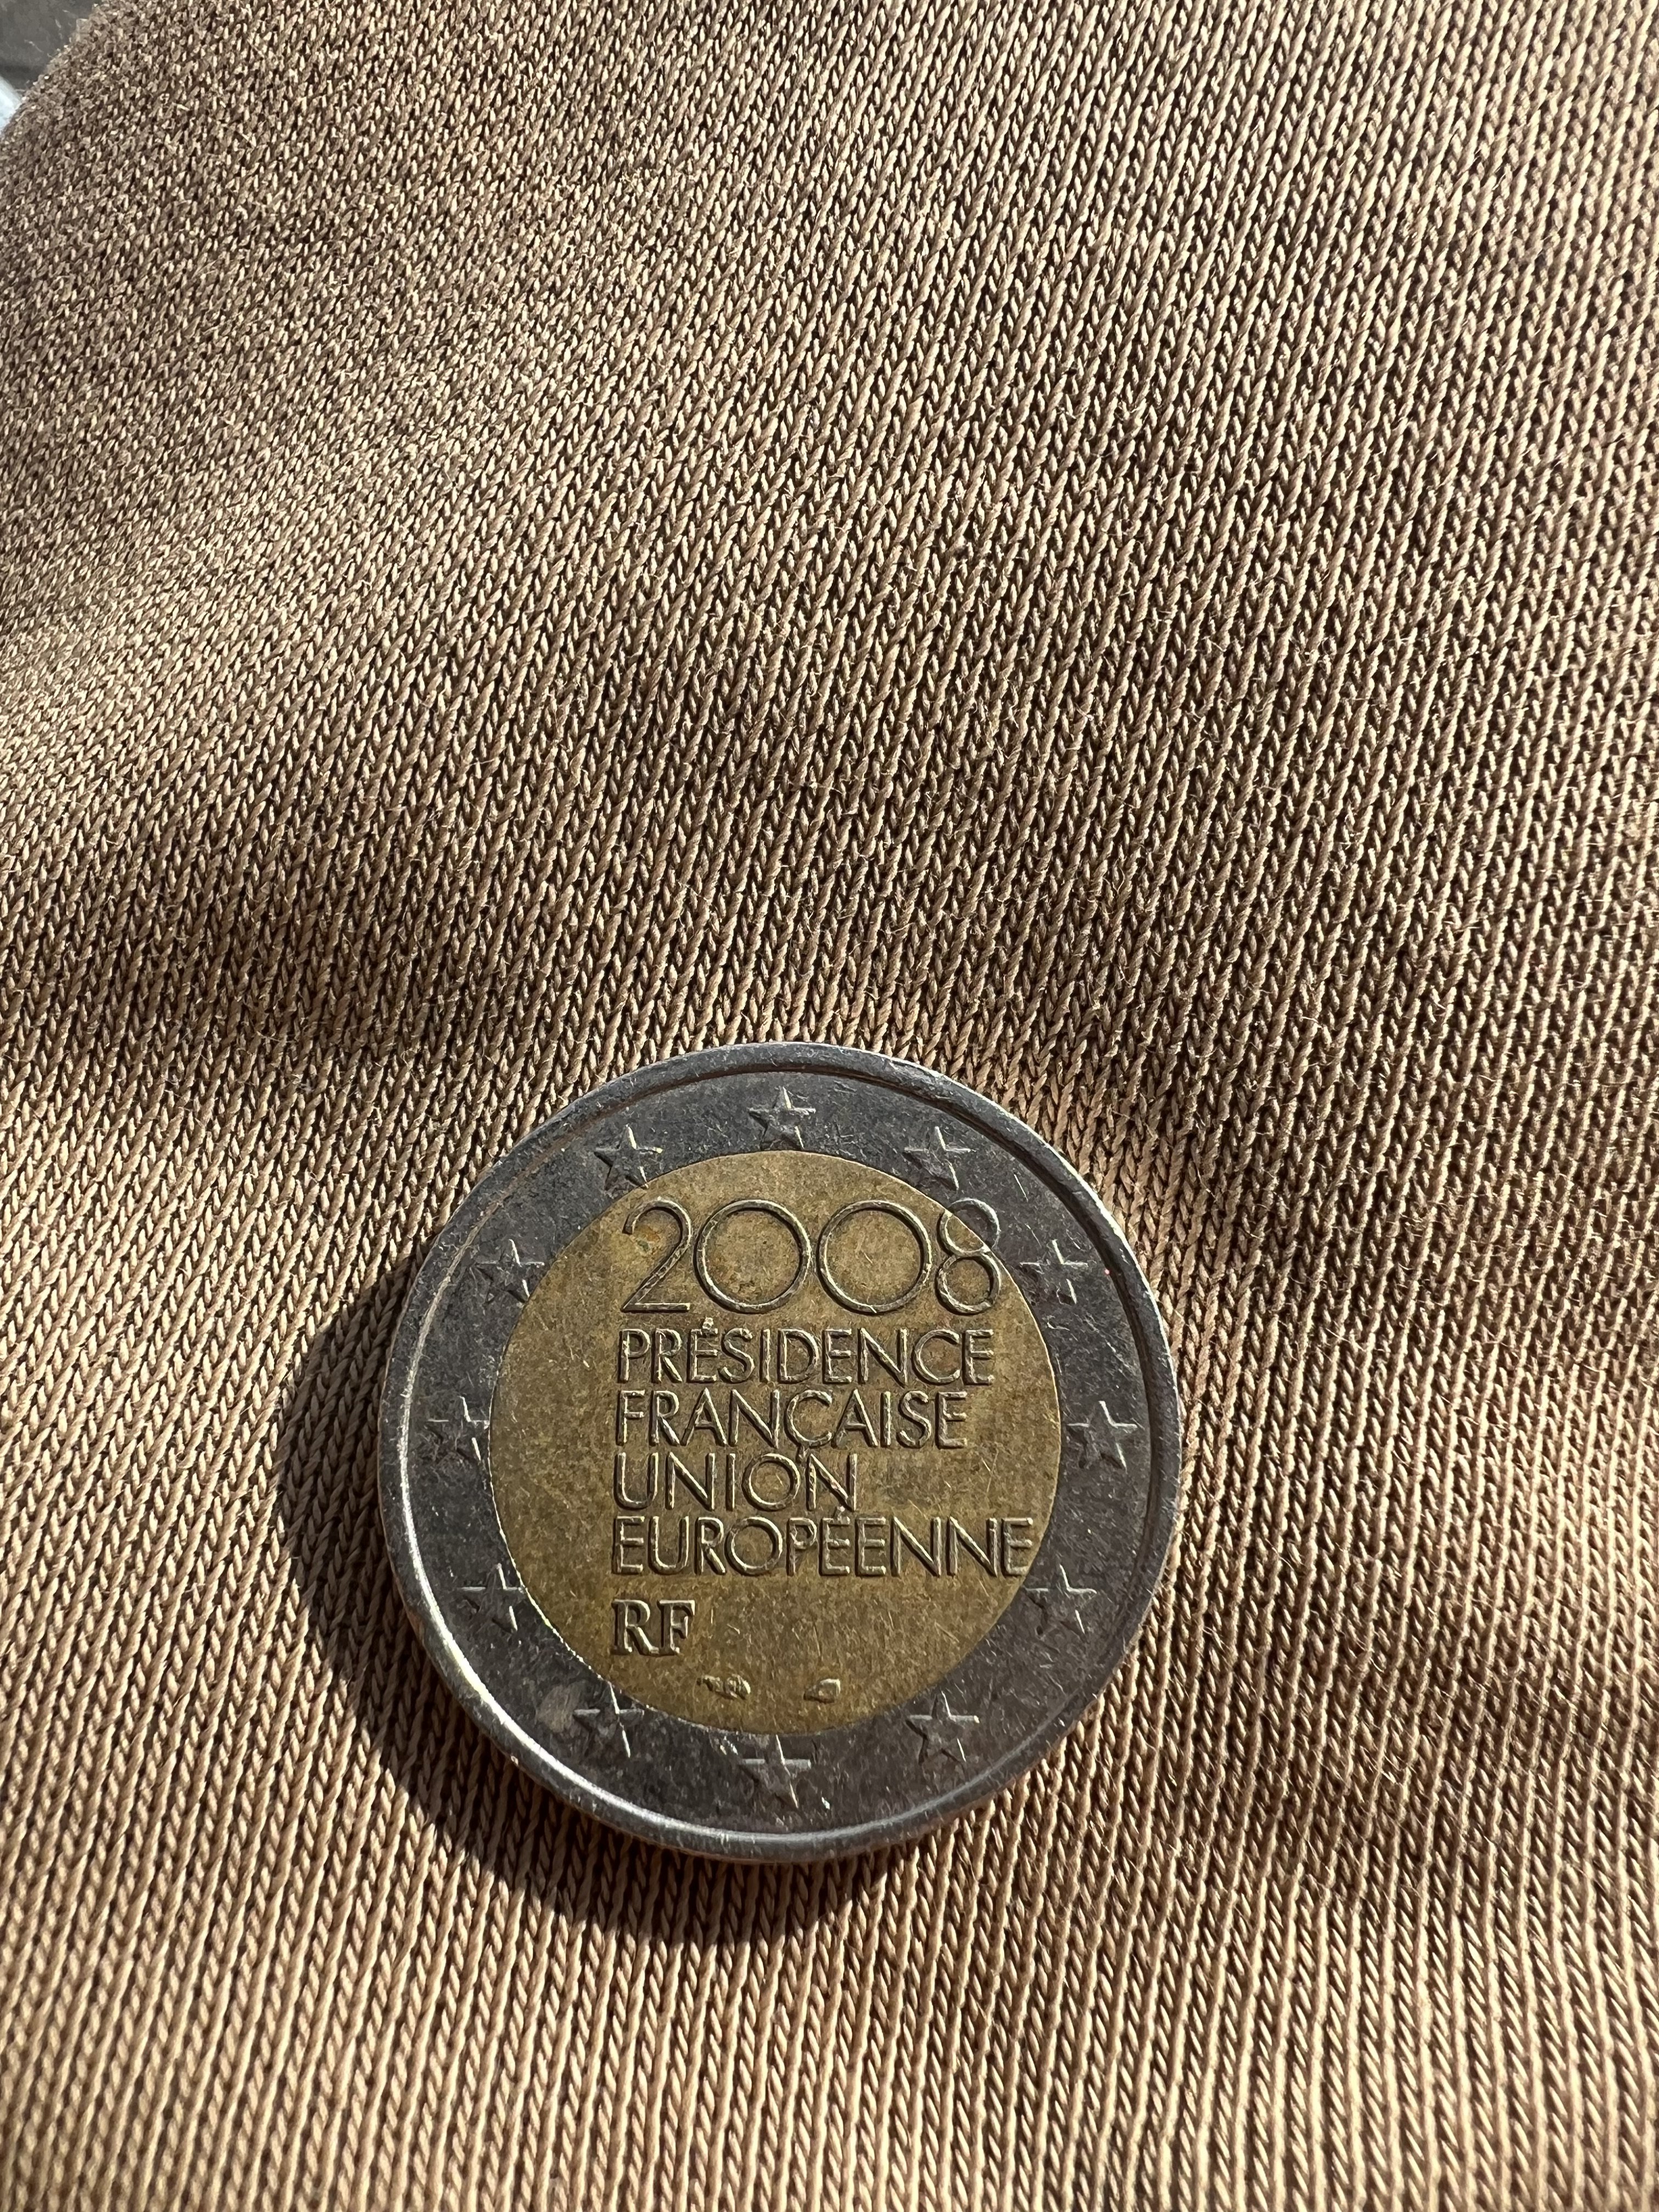 2008
PRÉSIDENCE
FRANÇAISE
UNION
EUROPÉENNE
RF